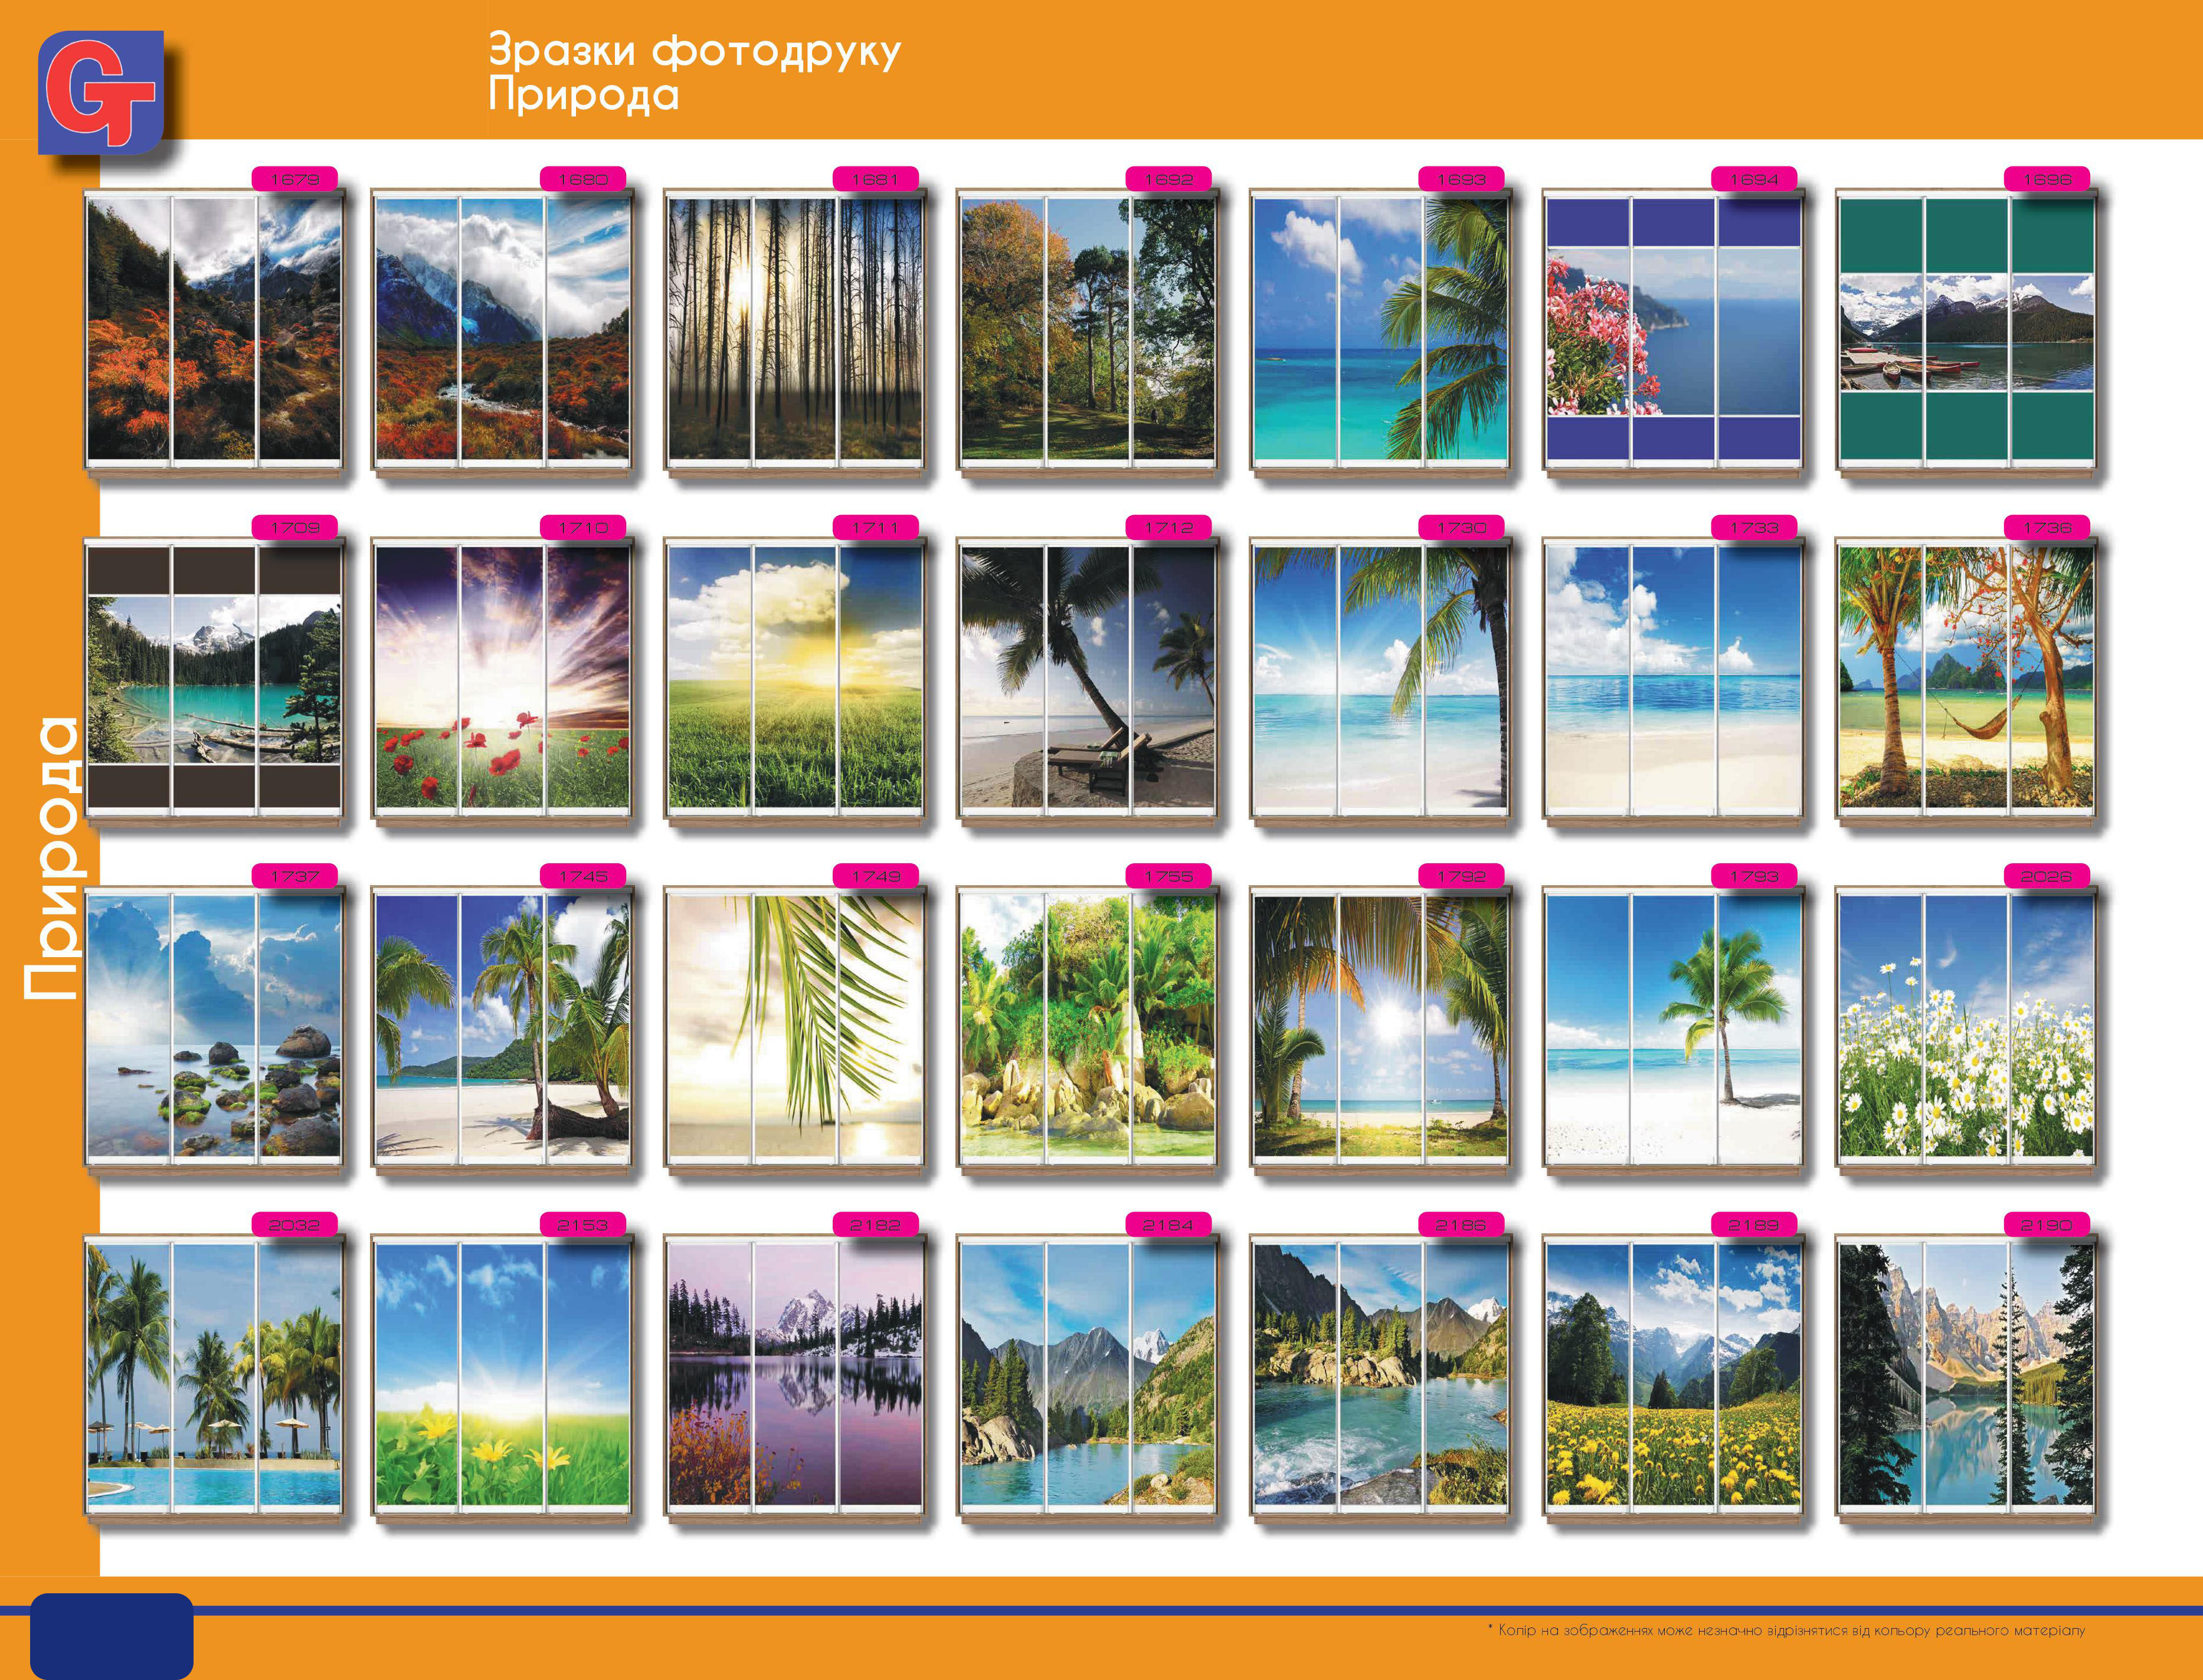 GT
Зразки фотодруку
Природа
1679 1680 1681 1692 1693 1694 1696
1709 1710 1711 1712 1730 1733 1736
Природа
1737 1745 1749 1755 1792 1793 2026
2032 2153 2182 2184 2186 2189 2190
* Колір на зображеннях може незначно відрізнятися від кольору реального матеріалу